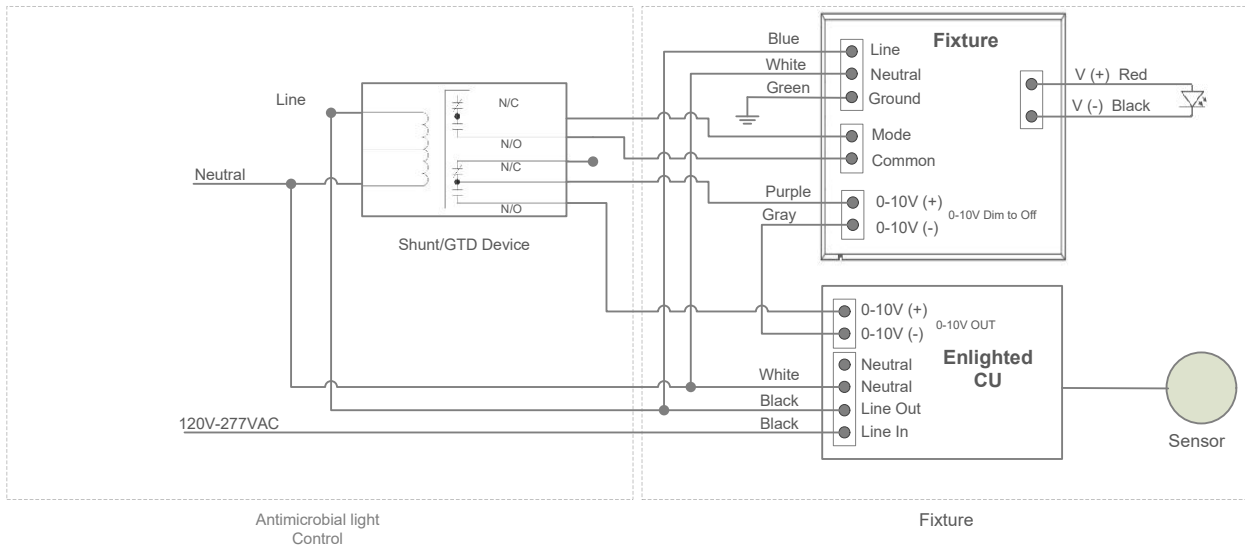 Line
Neutral
120V-277VAC
N/C
N/O
N/C
N/O
Shunt/GTD Device
Blue
White
Green
Purple
Gray
White
Black
Black
Fixture
Line
Neutral
Ground
Mode
Common
0-10V (+)
0-10V (-)
0-10V Dim to Off
V (+) Red
V (-) Black
0-10V (+)
0-10V (-)
0-10V OUT
Neutral
Neutral
Line Out
Line In
Enlighted
CU
Sensor
Antimicrobial light
Control
Fixture